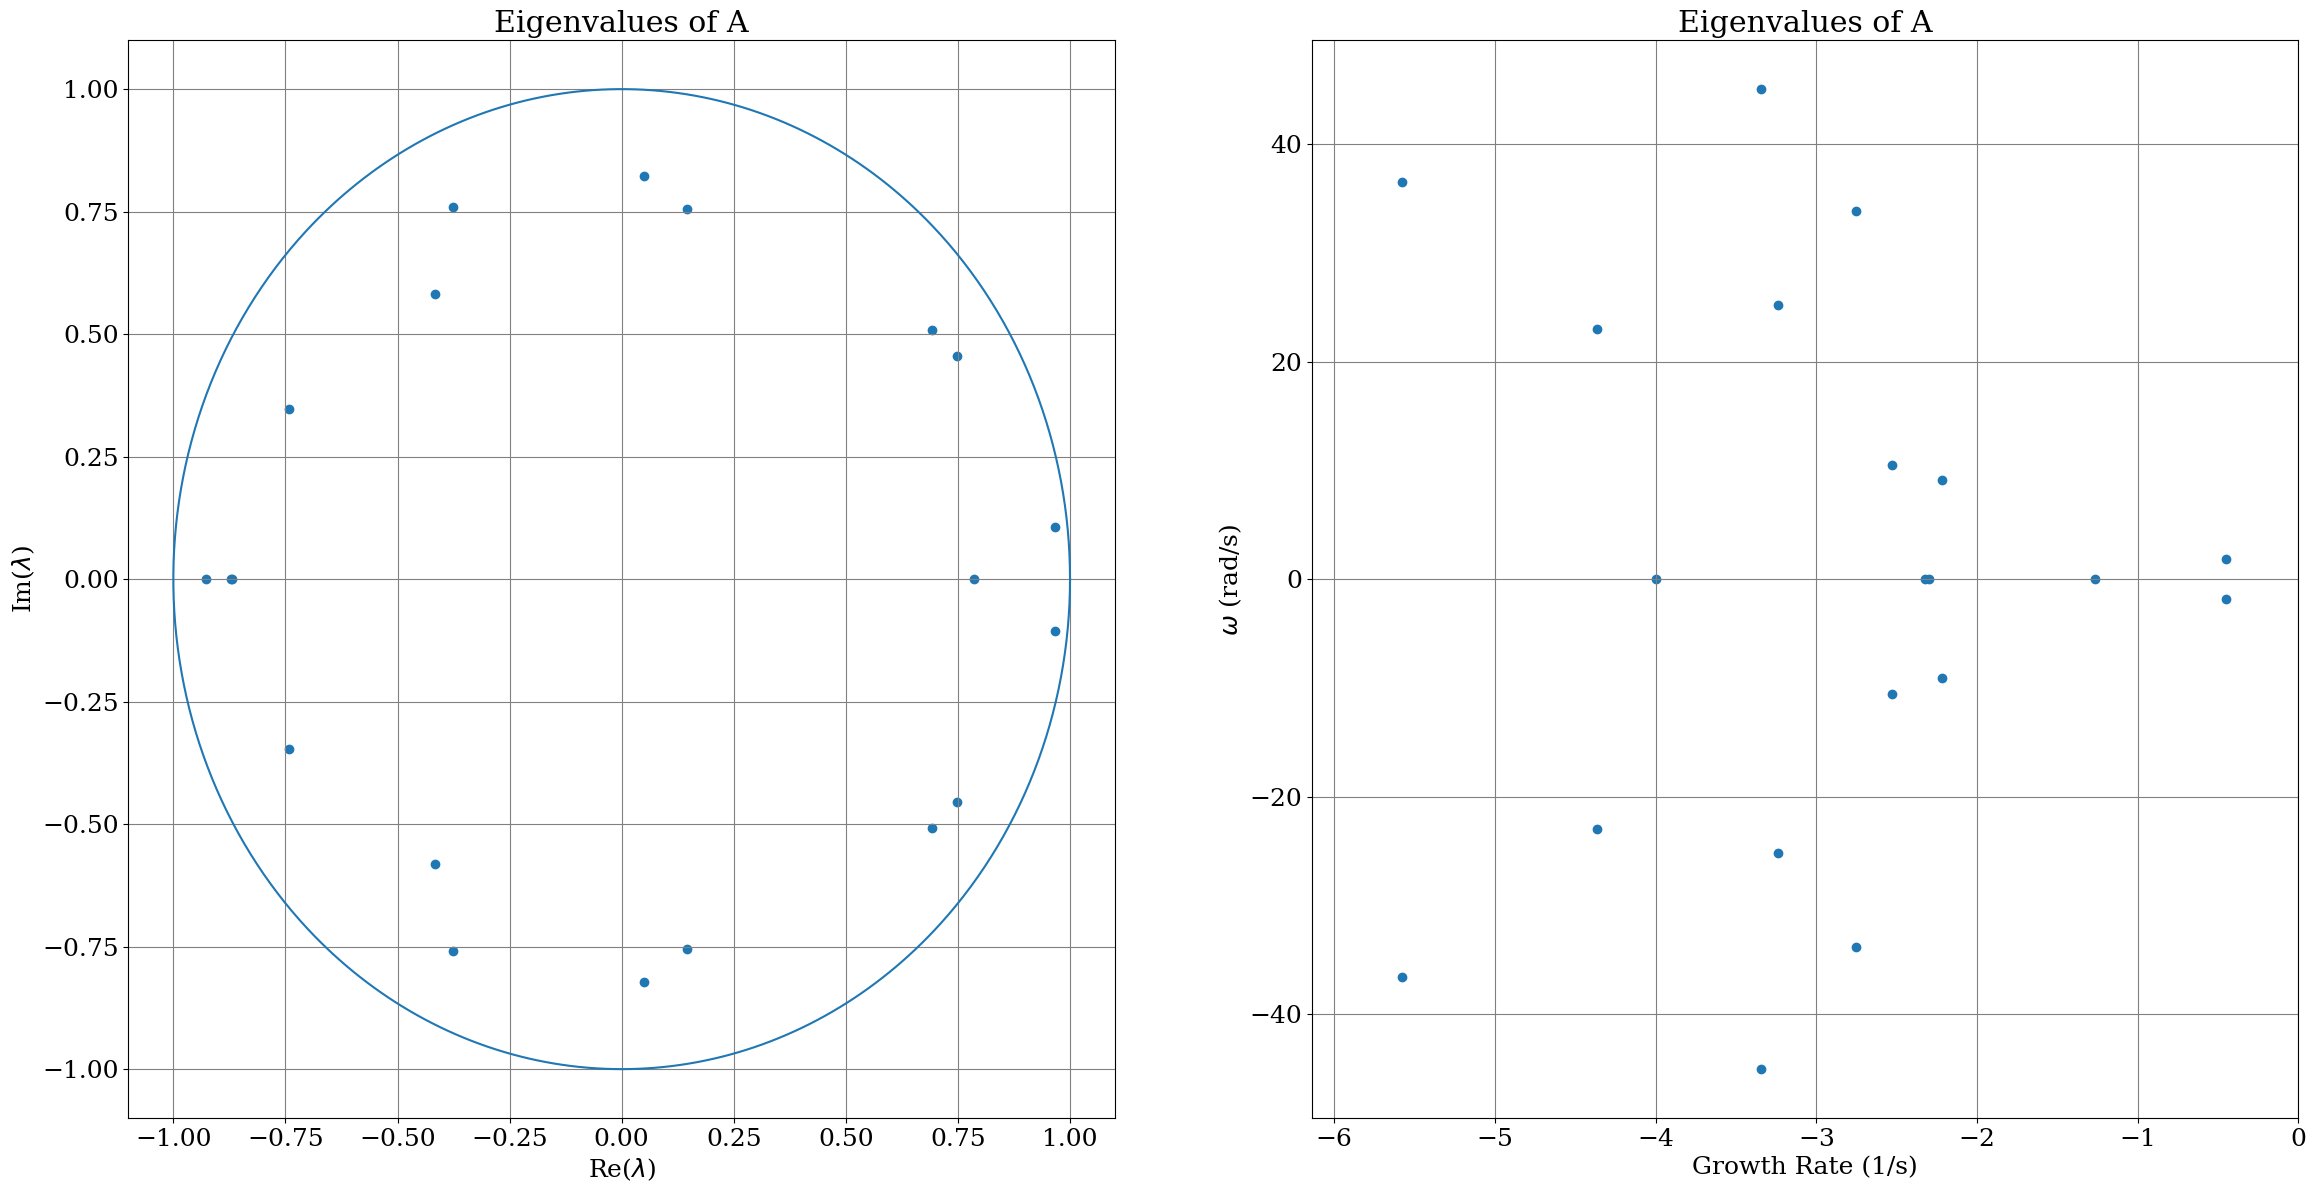 Eigenvalues of A
1.00
0.75
0.50
0.25
0.00
−0.25
−0.50
−0.75
−1.00
Im(λ)
−1.00 −0.75 −0.50 −0.25 0.00 0.25 0.50 0.75 1.00
Re(λ)
Eigenvalues of A
40
20
0
−20
−40
ω (rad/s)
−6 −5 −4 −3 −2 −1 0
Growth Rate (1/s)